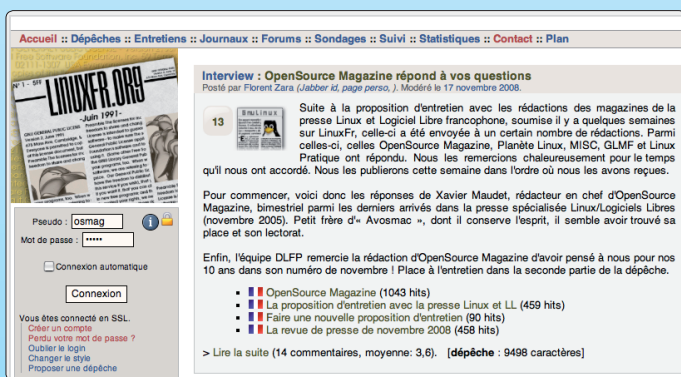 Accueil :: Dépêches :: Entretiens :: Journaux :: Forums :: Sondages :: Suivi :: Statistiques :: Contact :: Plan
N° 1 - 599
LINUXFR.ORG
-Juin 1991-
Interview : OpenSource Magazine répond à vos questions
Posté par Florent Zara (Jabber id, page perso, ). Modéré le 17 novembre 2008.
13
Suite à la proposition d'entretien avec les rédactions des magazines de la
presse Linux et Logiciel Libre francophone, soumise il y a quelques semaines
sur LinuxFr, celle-ci a été envoyée à un certain nombre de rédactions. Parmi
celles-ci, celles OpenSource Magazine, Planète Linux, MISC, GLMF et Linux
Pratique ont répondu. Nous les remercions chaleureusement pour le temps
qu'il nous ont accordé. Nous les publierons cette semaine dans l'ordre où nous les avons reçues.
Pour commencer, voici donc les réponses de Xavier Maudet, rédacteur en chef d'OpenSource
Magazine, bimestriel parmi les derniers arrivés dans la presse spécialisée Linux/Logiciels Libres
(novembre 2005). Petit frère d'« Avosmac », dont il conserve l'esprit, il semble avoir trouvé sa
place et son lectorat.
Enfin, l'équipe DLFP remercie la rédaction d'OpenSource Magazine d'avoir pensé à nous pour nos
10 ans dans son numéro de novembre ! Place à l'entretien dans la seconde partie de la dépêche.
OpenSource Magazine (1043 hits)
La proposition d'entretien avec la presse Linux et LL (459 hits)
Faire une nouvelle proposition d'entretien (90 hits)
La revue de presse de novembre 2008 (458 hits)
> Lire la suite (14 commentaires, moyenne: 3,6). [dépêche : 9498 caractères]
Pseudo : osmag
Mot de passe : •••••
Connexion automatique
Connexion
Vous êtes connecté en SSL.
Créer un compte
Perdu votre mot de passe ?
Oublier le login
Changer le style
Proposer une dépêche